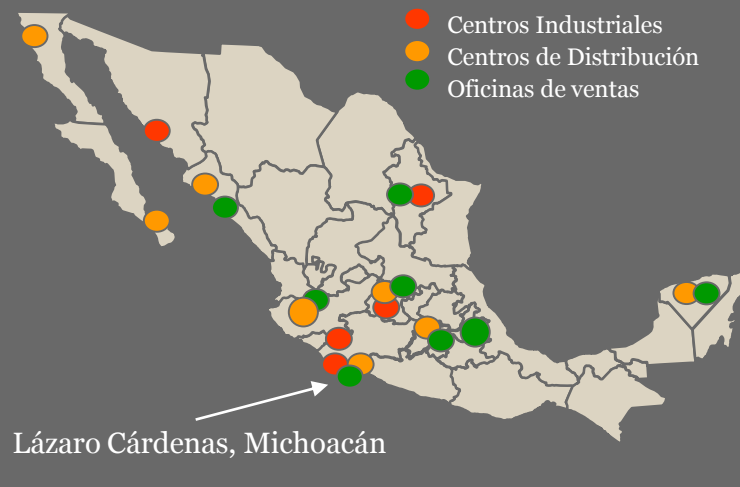 Centros Industriales
Centros de Distribución
Oficinas de ventas
Lázaro Cárdenas, Michoacán